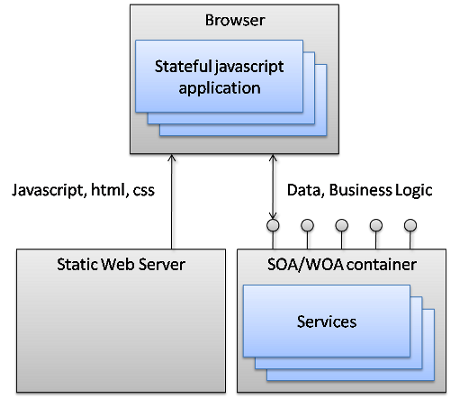 Browser
Stateful javascript
application
Javascript, html, css
Data, Business Logic
Static Web Server
SOA/WOA container
Services